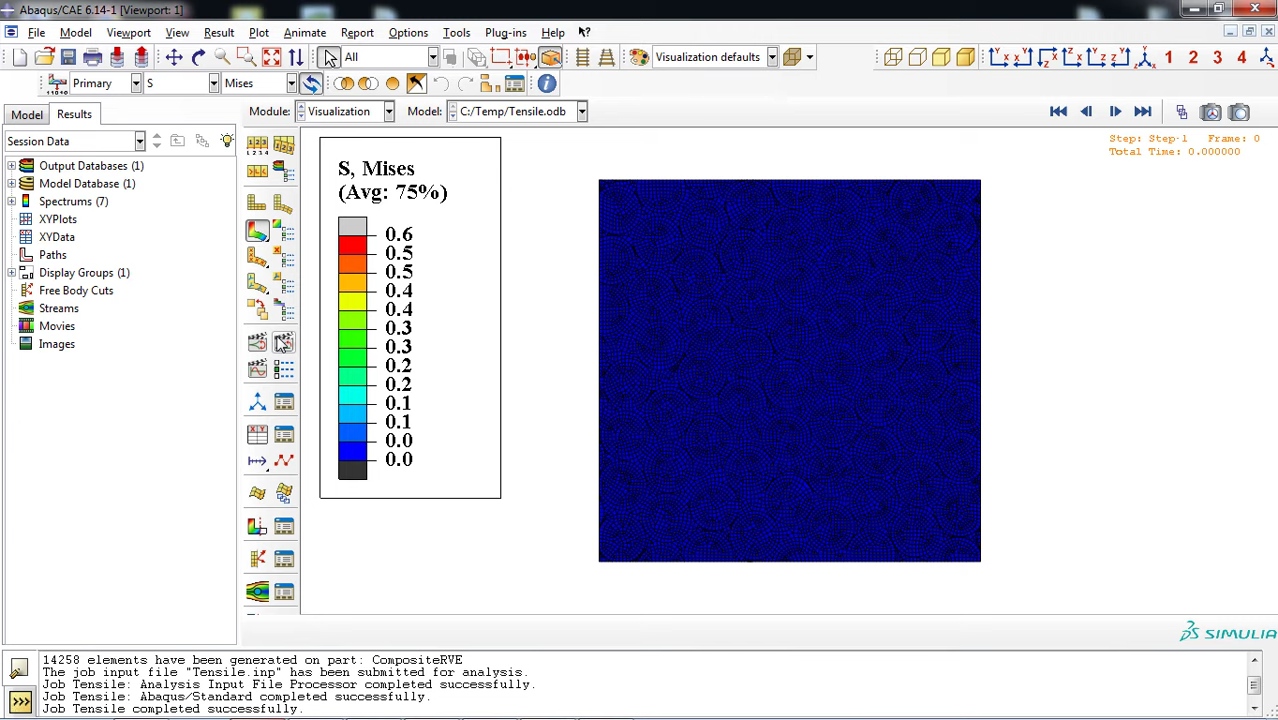 Abaqus/CAE 6.14-1 [Viewport: 1]
File Model Viewport View Result Plot Animate Report Options Tools Plug-ins Help
All Visualization defaults 1 2 3 4
Primary S Mises
Model Results Module: Visualization Model: C:/Temp/Tensile.odb
Session Data
Output Databases (1)
Model Database (1)
Spectrums (7)
XYPlots
XYData
Paths
Display Groups (1)
Free Body Cuts
Streams
Movies
Images
S, Mises
(Avg: 75%)
0.6
0.5
0.5
0.4
0.4
0.3
0.3
0.2
0.2
0.1
0.1
0.0
0.0
Step: Step-1 Frame: 0
Total Time: 0.000000
SIMULIA
14258 elements have been generated on part: CompositeRVE
The job input file "Tensile.inp" has been submitted for analysis.
Job Tensile: Analysis Input File Processor completed successfully.
Job Tensile: Abaqus/Standard completed successfully.
Job Tensile completed successfully.